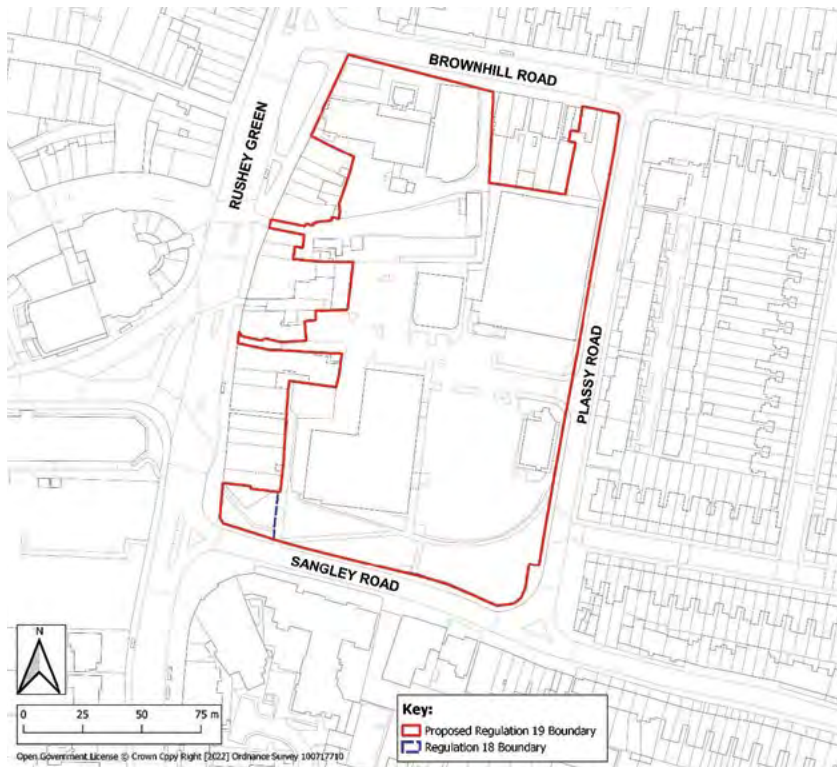 BROWNHILL ROAD
RUSHEY GREEN
PLASSY ROAD
SANGLEY ROAD
N
0 25 50 75 m
Key:
Proposed Regulation 19 Boundary
Regulation 18 Boundary
Open Government License © Crown Copy Right [2022] Ordnance Survey 100717710